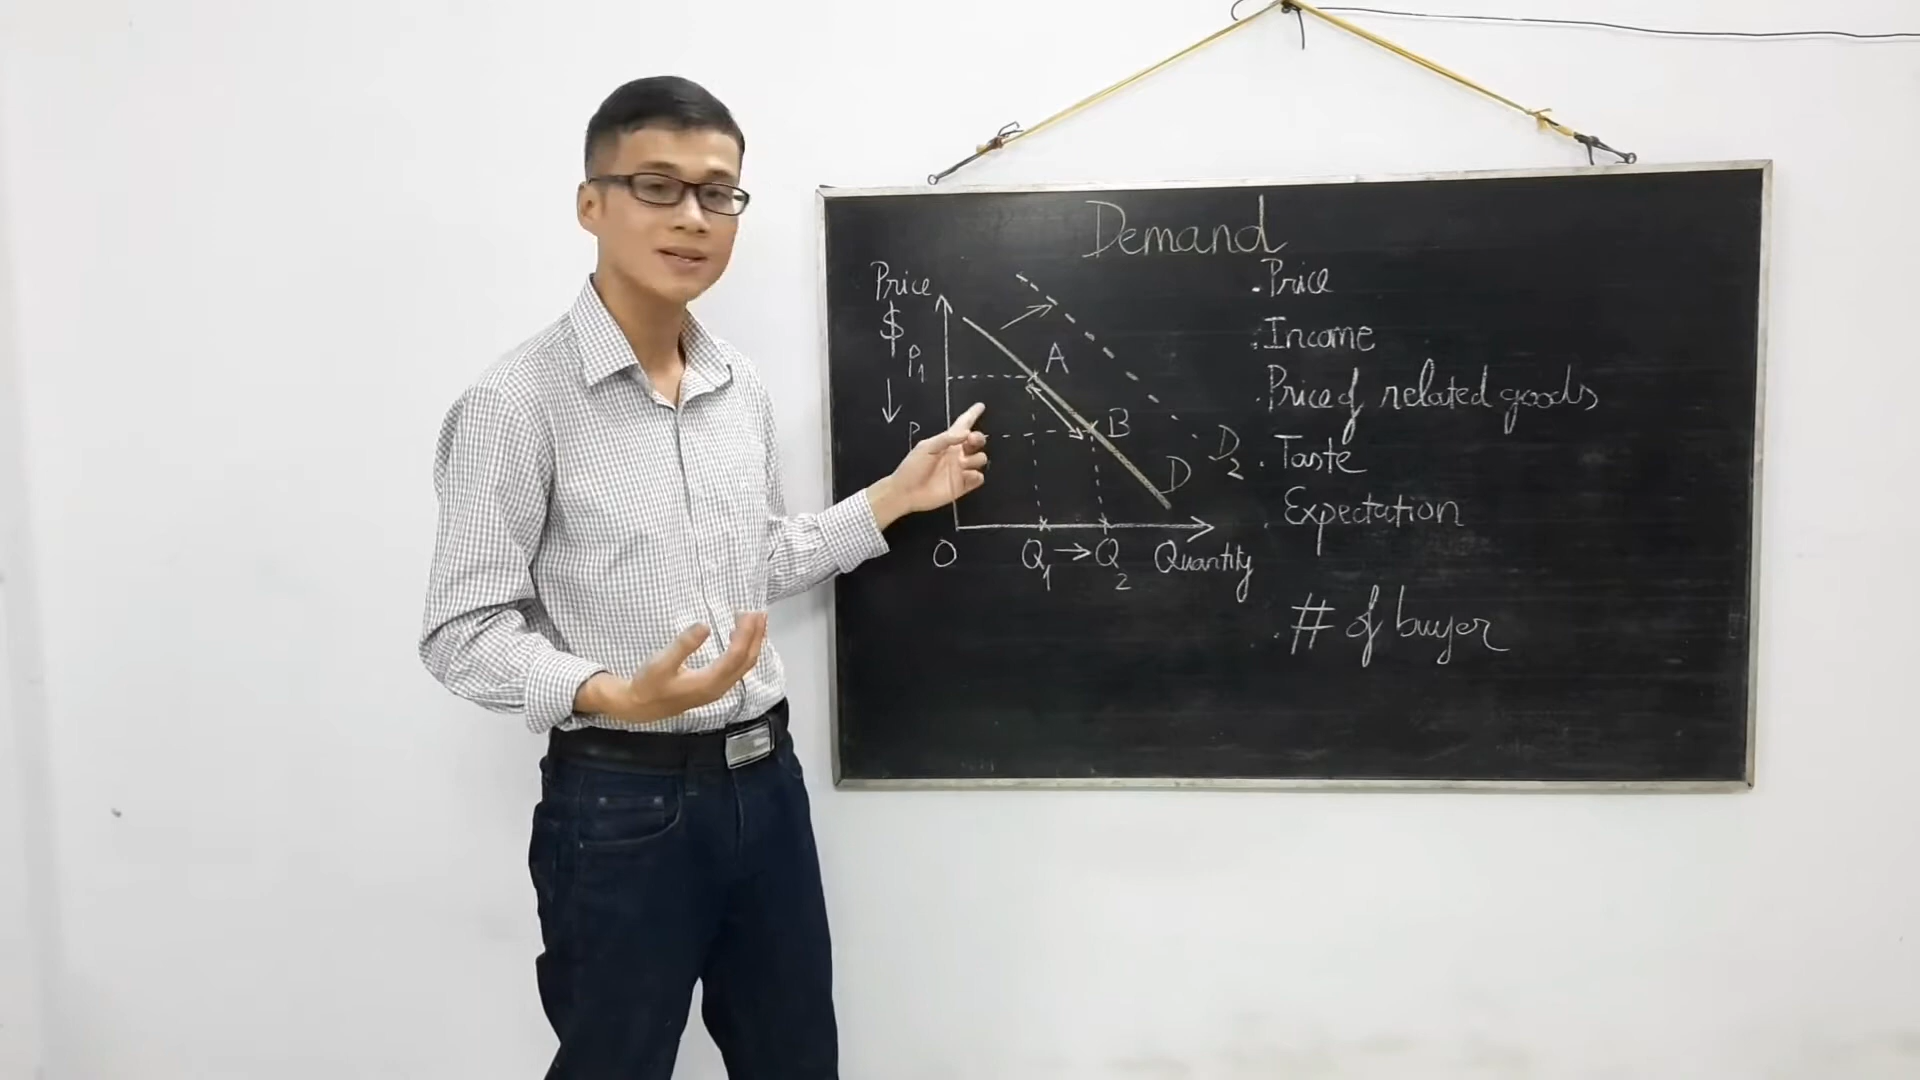 Demand
Price
$
P1
A
P
B
D
D2
O
Q1 → Q2
Quantity
. Price
. Income
. Price of related goods
. Taste
. Expectation
. # of buyer